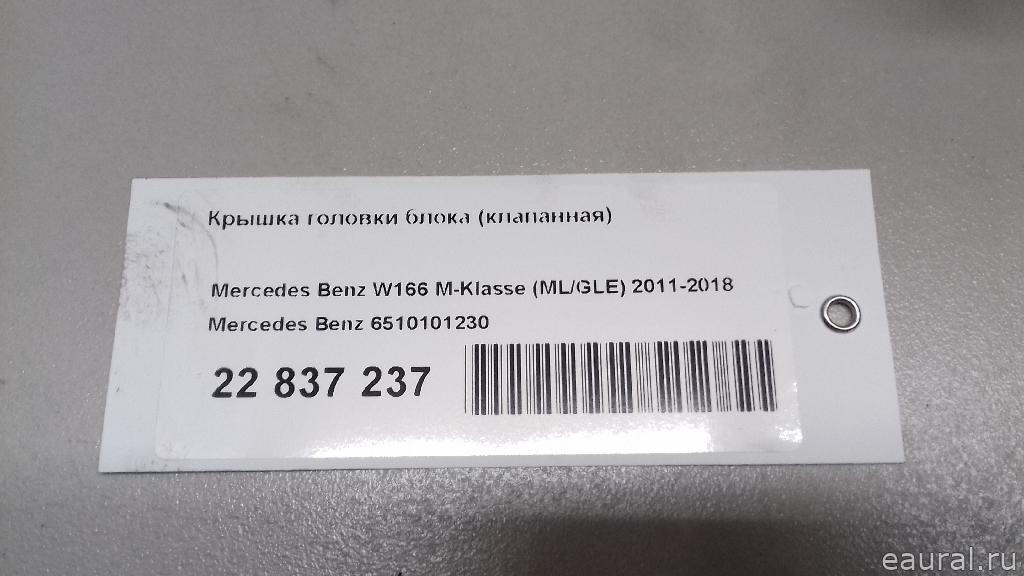 Крышка головки блока (клапанная)
Mercedes Benz W166 M-Klasse (ML/GLE) 2011-2018
Mercedes Benz 6510101230
22 837 237
eaural.ru